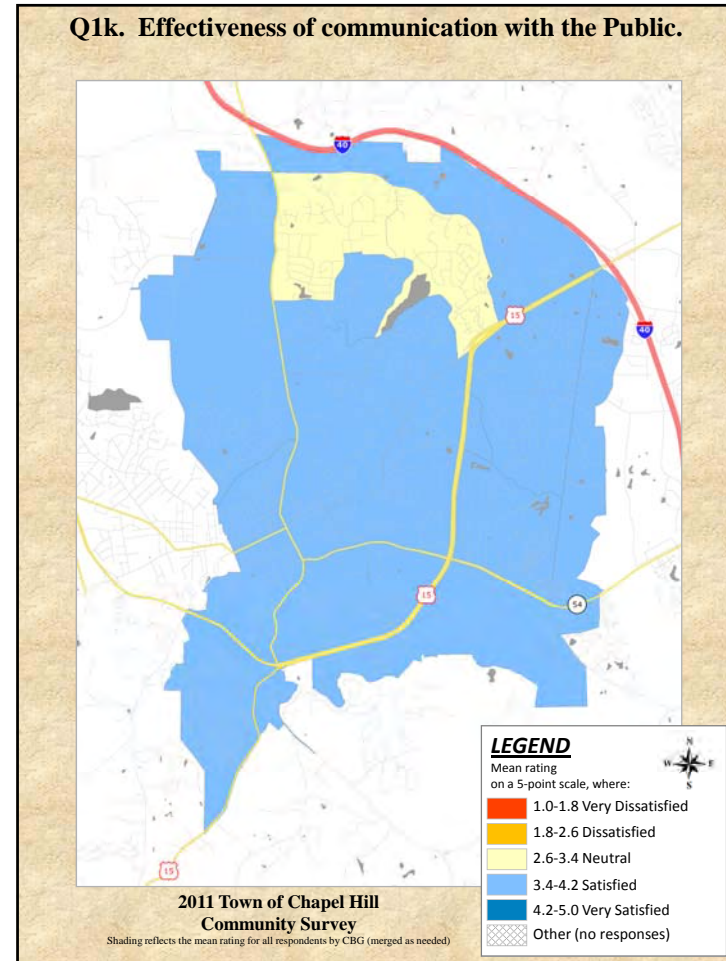 Q1k. Effectiveness of communication with the Public.
40
15
40
15
54
15
LEGEND
N
W E
S
Mean rating
on a 5-point scale, where:
1.0-1.8 Very Dissatisfied
1.8-2.6 Dissatisfied
2.6-3.4 Neutral
3.4-4.2 Satisfied
4.2-5.0 Very Satisfied
Other (no responses)
2011 Town of Chapel Hill
Community Survey
Shading reflects the mean rating for all respondents by CBG (merged as needed)